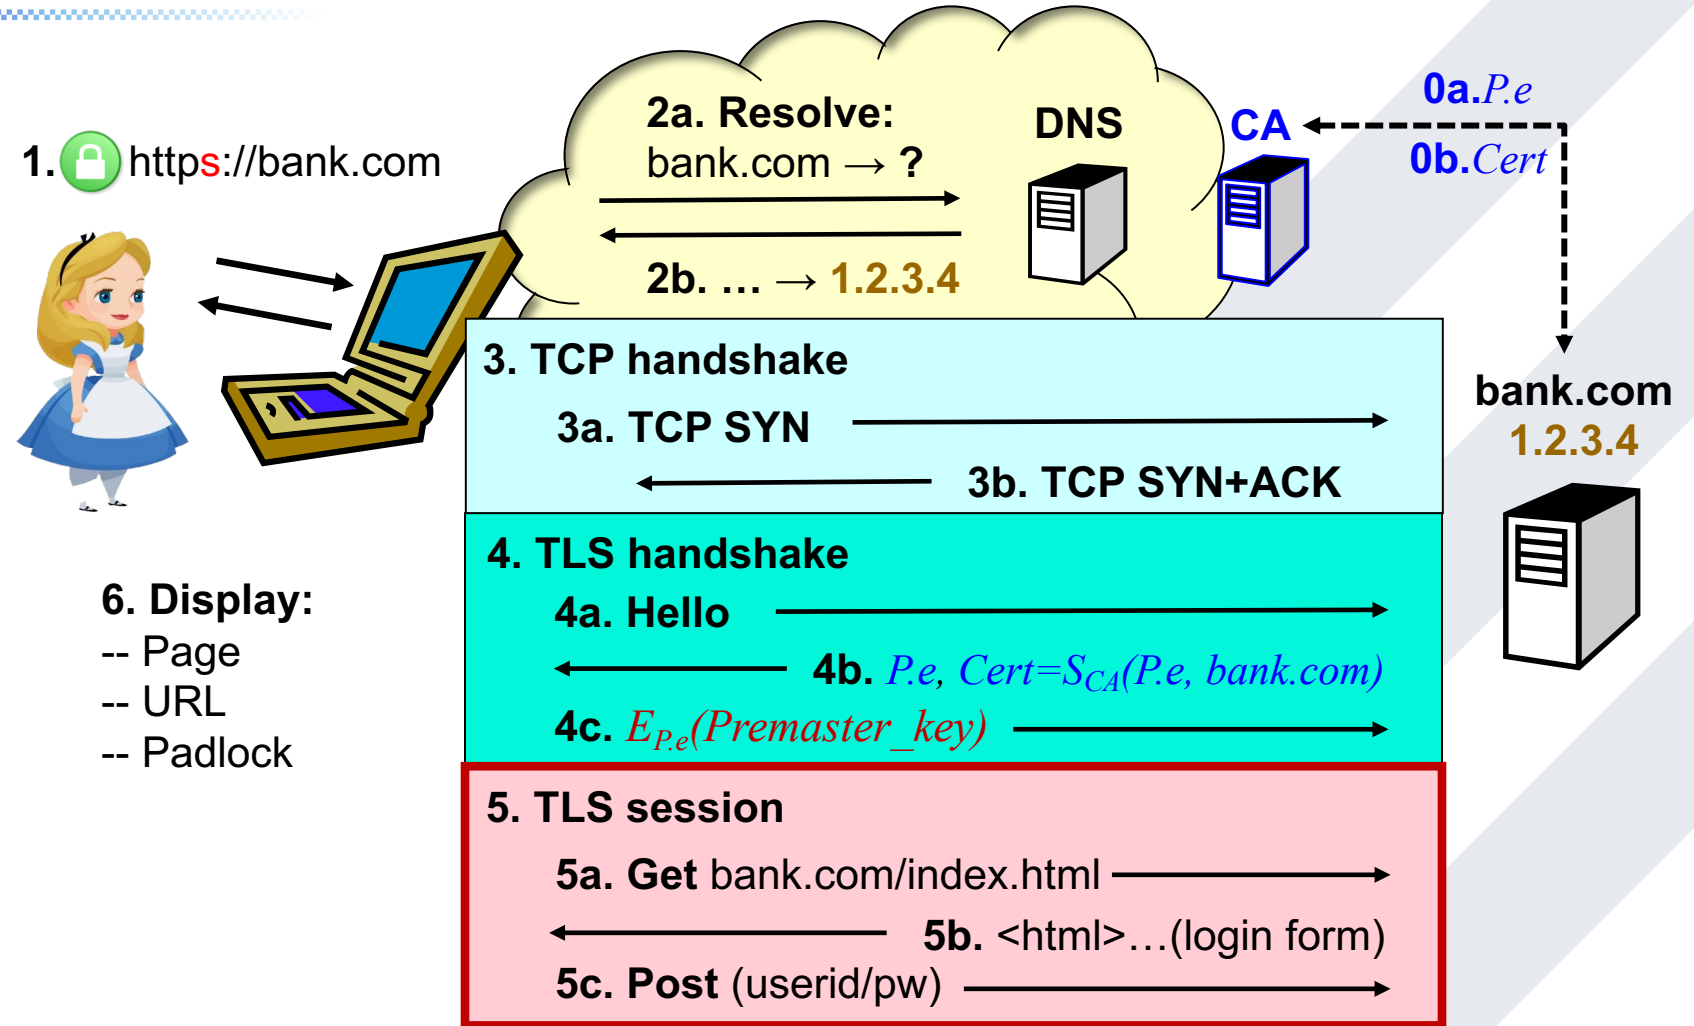 1. https://bank.com
2a. Resolve:
bank.com → ?
2b. … → 1.2.3.4
DNS
CA
0a.P.e
0b.Cert
bank.com
1.2.3.4
3. TCP handshake
3a. TCP SYN
3b. TCP SYN+ACK
4. TLS handshake
4a. Hello
4b. P.e, Cert=S_CA(P.e, bank.com)
4c. E_P.e(Premaster_key)
5. TLS session
5a. Get bank.com/index.html
5b. <html>…(login form)
5c. Post (userid/pw)
6. Display:
-- Page
-- URL
-- Padlock